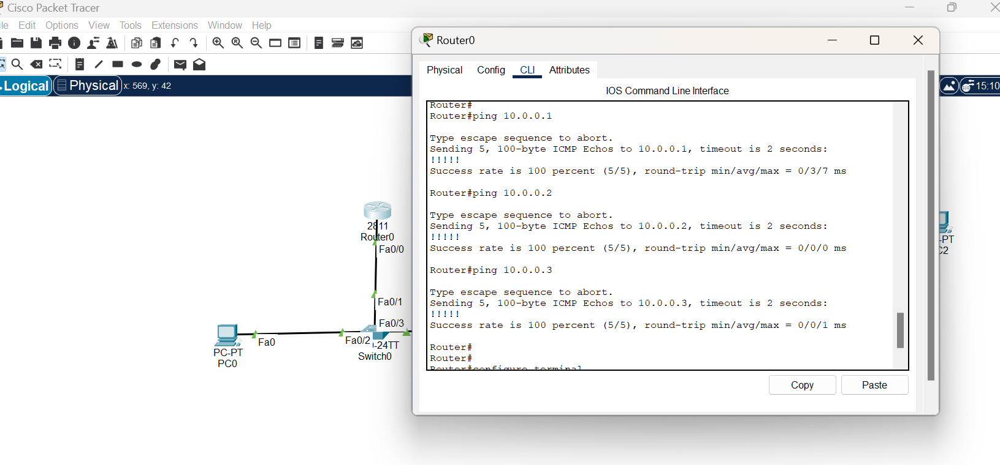 Cisco Packet Tracer
ile Edit Options View Tools Extensions Window Help
Logical Physical x: 569, y: 42
15:10
2811
Router0
Fa0/0
Fa0/1
Fa0/3
Fa0/2
-24TT
Switch0
Fa0
PC-PT
PC0
-PT
C2
Router0
Physical Config CLI Attributes
IOS Command Line Interface
Router#
Router#ping 10.0.0.1
Type escape sequence to abort.
Sending 5, 100-byte ICMP Echos to 10.0.0.1, timeout is 2 seconds:
!!!!!
Success rate is 100 percent (5/5), round-trip min/avg/max = 0/3/7 ms
Router#ping 10.0.0.2
Type escape sequence to abort.
Sending 5, 100-byte ICMP Echos to 10.0.0.2, timeout is 2 seconds:
!!!!!
Success rate is 100 percent (5/5), round-trip min/avg/max = 0/0/0 ms
Router#ping 10.0.0.3
Type escape sequence to abort.
Sending 5, 100-byte ICMP Echos to 10.0.0.3, timeout is 2 seconds:
!!!!!
Success rate is 100 percent (5/5), round-trip min/avg/max = 0/0/1 ms
Router#
Router#
Router#configure terminal
Copy Paste